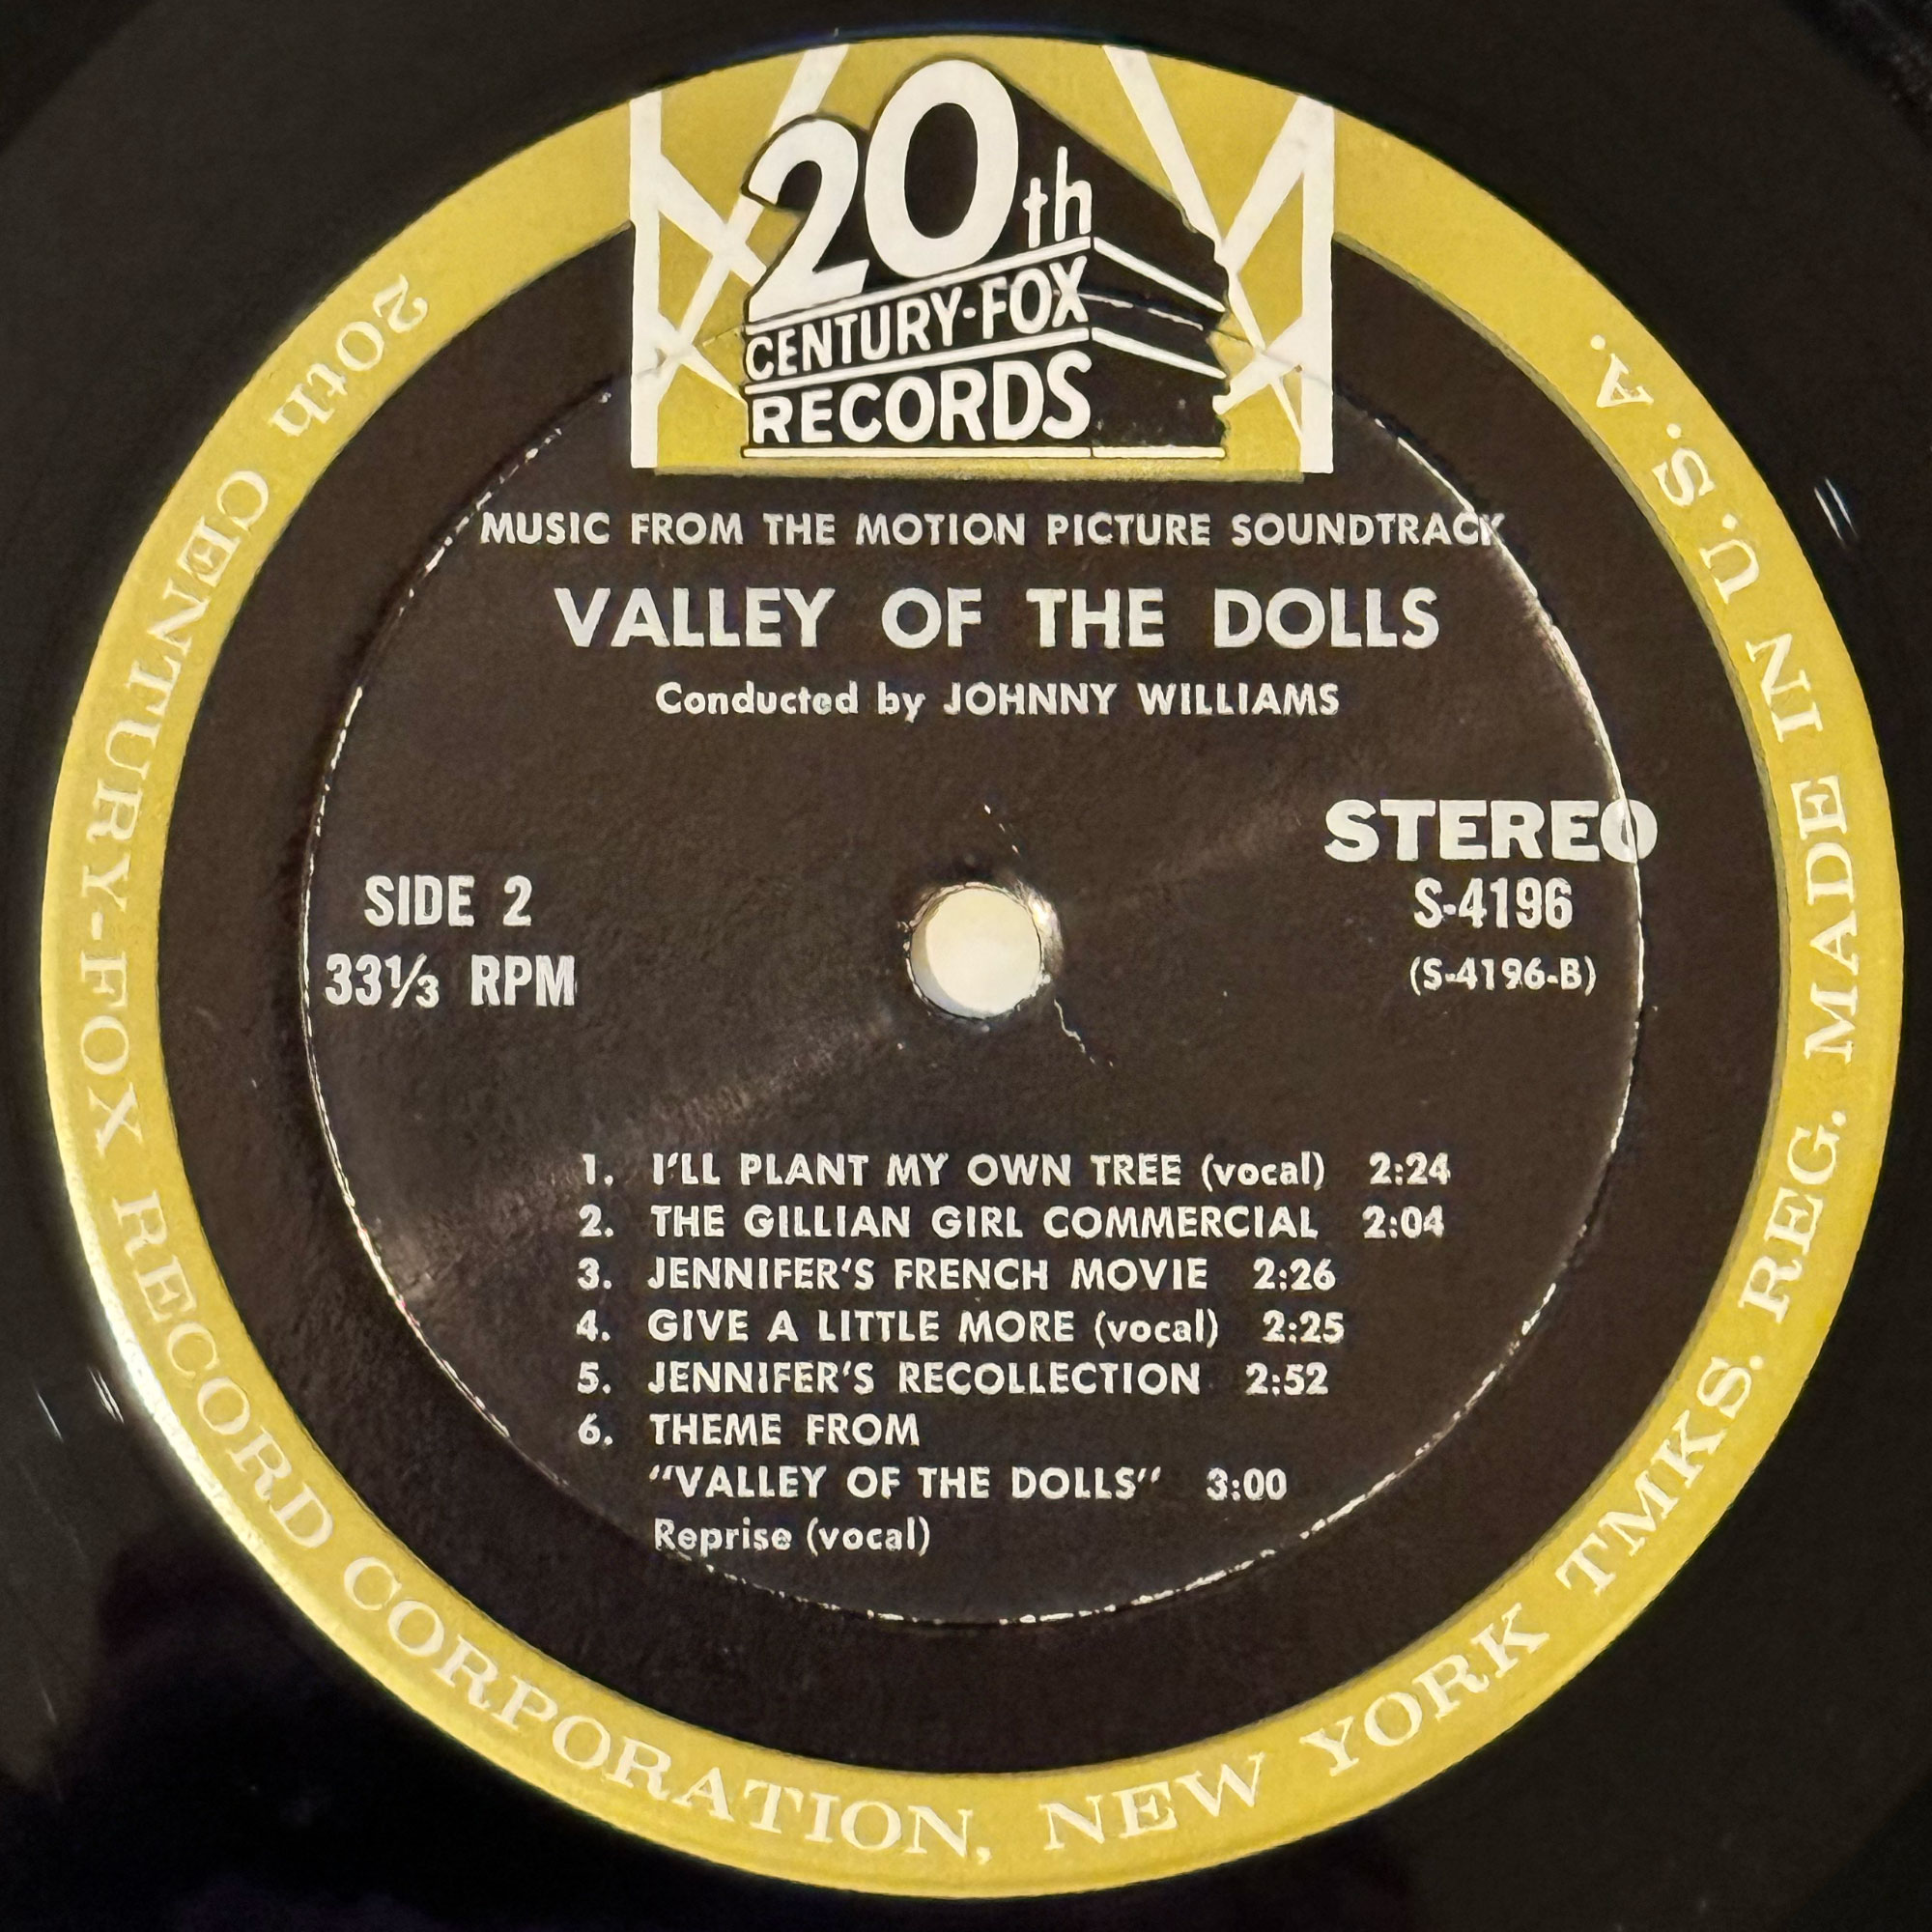 20th
CENTURY-FOX
RECORDS
MUSIC FROM THE MOTION PICTURE SOUNDTRACK
VALLEY OF THE DOLLS
Conducted by JOHNNY WILLIAMS
STEREO
S-4196
(S-4196-B)
SIDE 2
33⅓ RPM
1. I'LL PLANT MY OWN TREE (vocal) 2:24
2. THE GILLIAN GIRL COMMERCIAL 2:04
3. JENNIFER'S FRENCH MOVIE 2:26
4. GIVE A LITTLE MORE (vocal) 2:25
5. JENNIFER'S RECOLLECTION 2:52
6. THEME FROM
"VALLEY OF THE DOLLS" 3:00
Reprise (vocal)
20th CENTURY-FOX RECORD CORPORATION, NEW YORK TMKS. REG. MADE IN U.S.A.